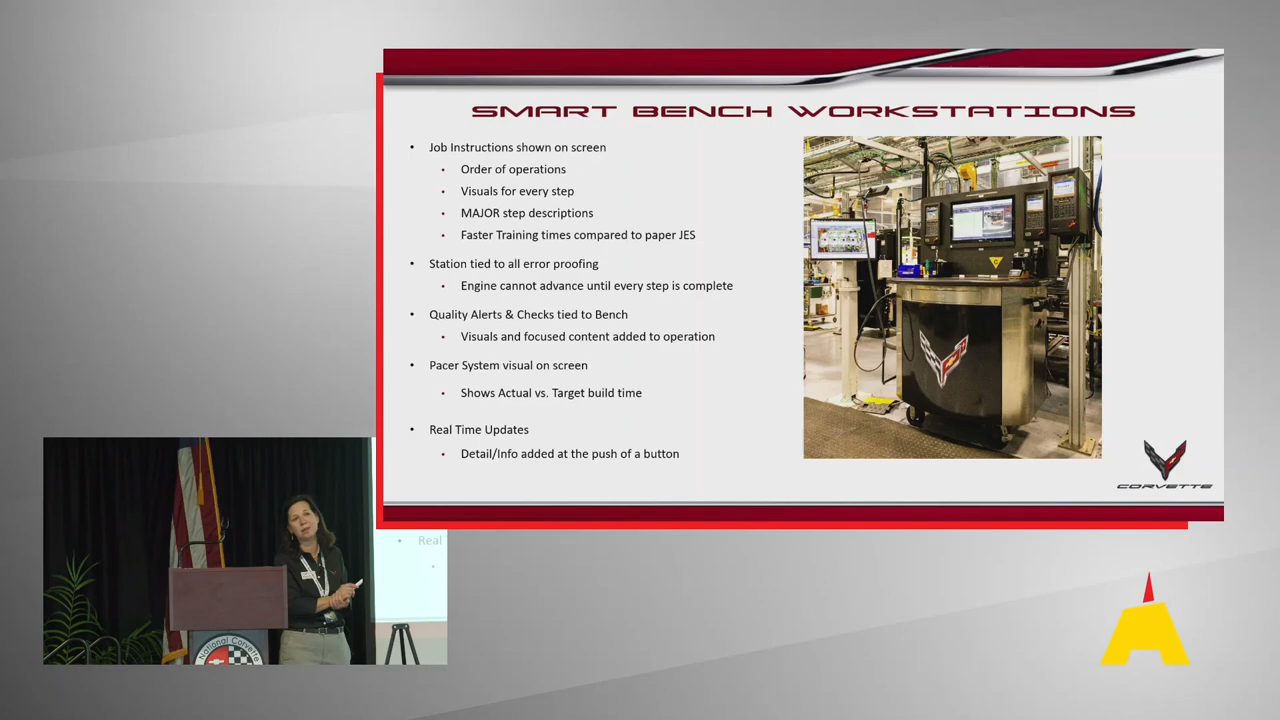 SMART BENCH WORKSTATIONS
• Job Instructions shown on screen
• Order of operations
• Visuals for every step
• MAJOR step descriptions
• Faster Training times compared to paper JES
• Station tied to all error proofing
• Engine cannot advance until every step is complete
• Quality Alerts & Checks tied to Bench
• Visuals and focused content added to operation
• Pacer System visual on screen
• Shows Actual vs. Target build time
• Real Time Updates
• Detail/Info added at the push of a button
CORVETTE
• Real
National Corvette